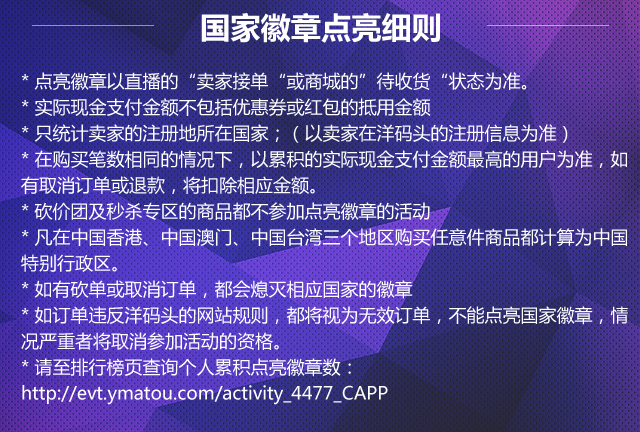 国家徽章点亮细则
* 点亮徽章以直播的“卖家接单“或商城的”待收货“状态为准。
* 实际现金支付金额不包括优惠券或红包的抵用金额
* 只统计卖家的注册地所在国家；（以卖家在洋码头的注册信息为准）
* 在购买笔数相同的情况下，以累积的实际现金支付金额最高的用户为准，如
有取消订单或退款，将扣除相应金额。
* 砍价团及秒杀专区的商品都不参加点亮徽章的活动
* 凡在中国香港、中国澳门、中国台湾三个地区购买任意件商品都计算为中国
特别行政区。
* 如有砍单或取消订单，都会熄灭相应国家的徽章
* 如订单违反洋码头的网站规则，都将视为无效订单，不能点亮国家徽章，情
况严重者将取消参加活动的资格。
* 请至排行榜页查询个人累积点亮徽章数：
http://evt.ymatou.com/activity_4477_CAPP